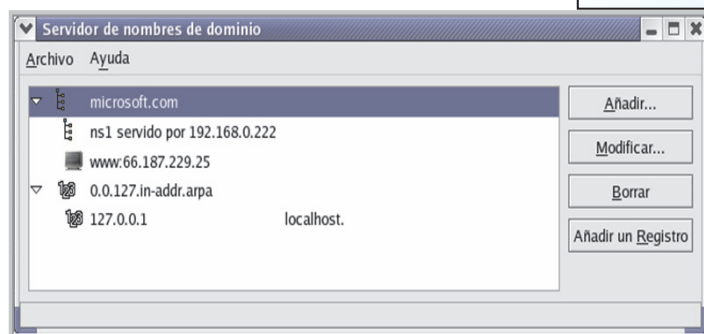 Servidor de nombres de dominio
Archivo Ayuda
microsoft.com
ns1 servido por 192.168.0.222
www:66.187.229.25
0.0.127.in-addr.arpa
127.0.0.1 localhost.
Añadir...
Modificar...
Borrar
Añadir un Registro